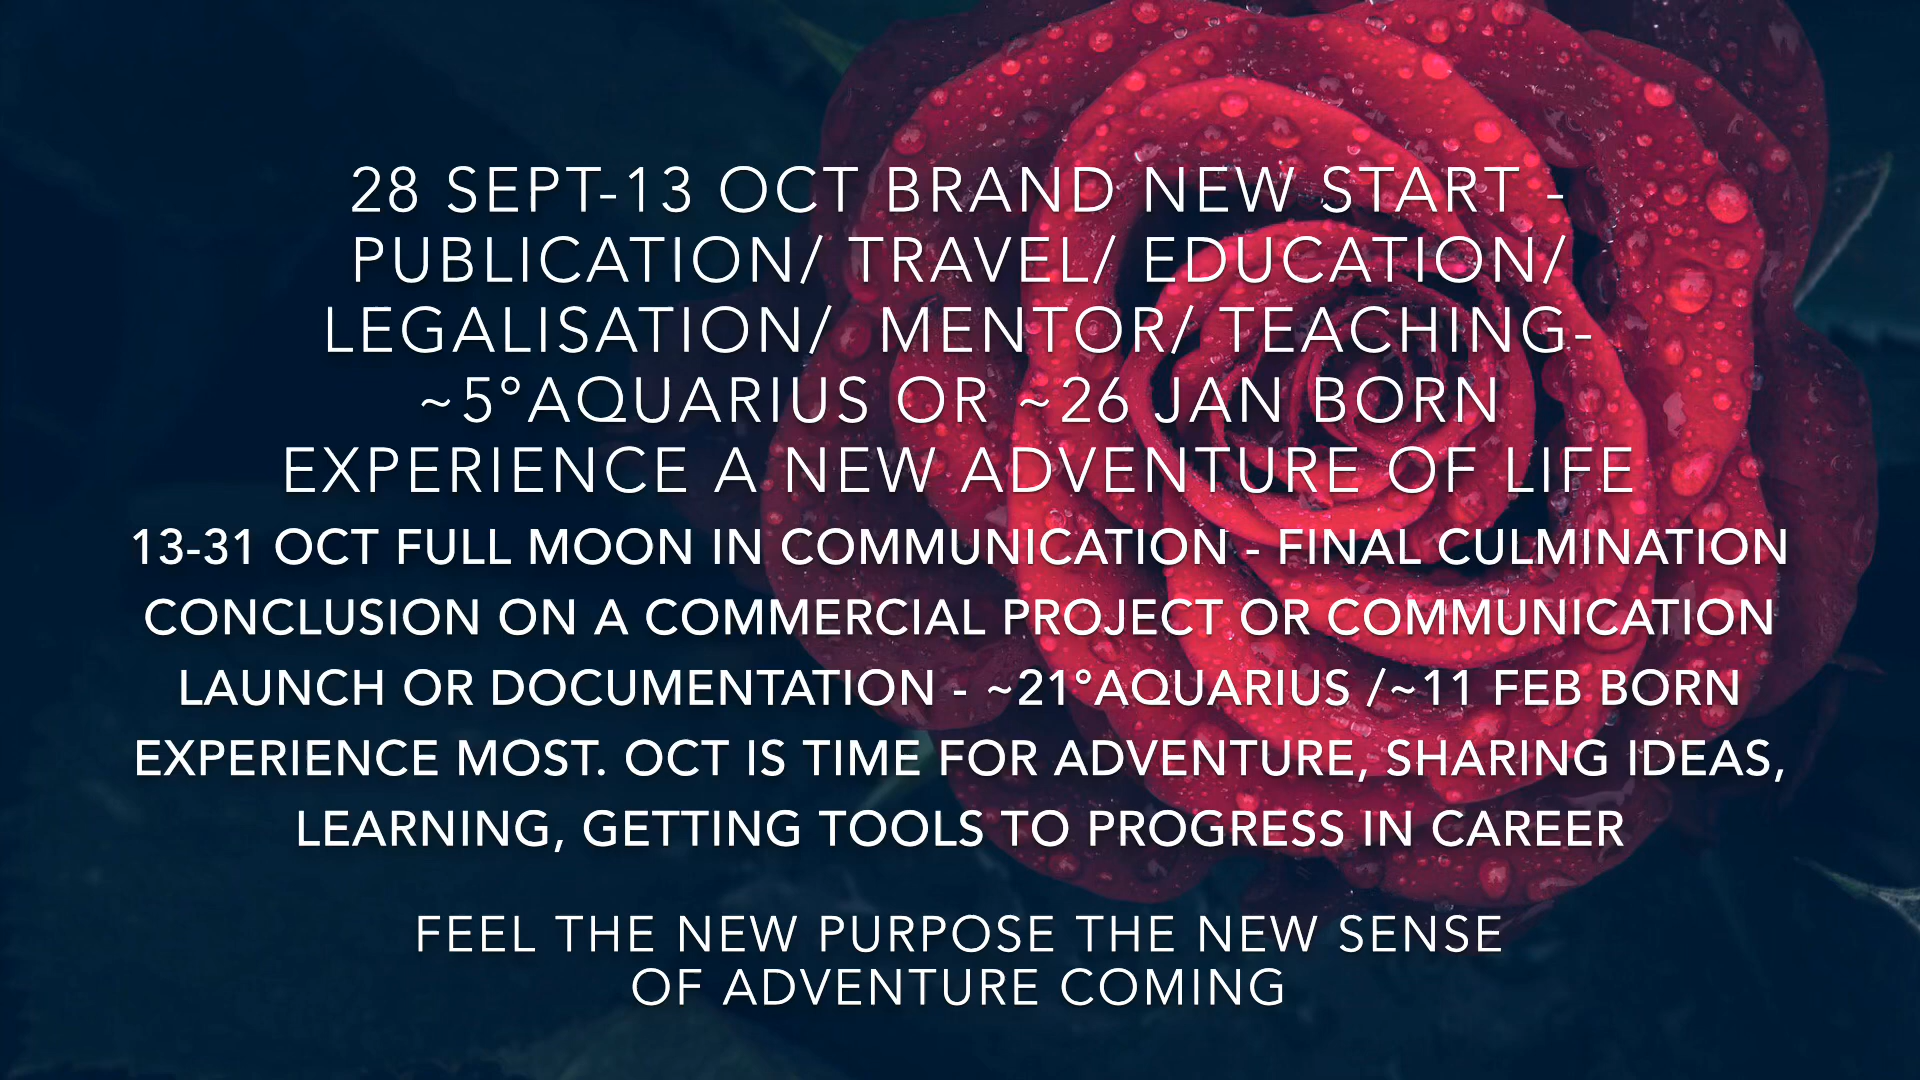 28 SEPT-13 OCT BRAND NEW START -
PUBLICATION/ TRAVEL/ EDUCATION/
LEGALISATION/ MENTOR/ TEACHING-
~5°AQUARIUS OR ~26 JAN BORN
EXPERIENCE A NEW ADVENTURE OF LIFE
13-31 OCT FULL MOON IN COMMUNICATION - FINAL CULMINATION
CONCLUSION ON A COMMERCIAL PROJECT OR COMMUNICATION
LAUNCH OR DOCUMENTATION - ~21°AQUARIUS /~11 FEB BORN
EXPERIENCE MOST. OCT IS TIME FOR ADVENTURE, SHARING IDEAS,
LEARNING, GETTING TOOLS TO PROGRESS IN CAREER
FEEL THE NEW PURPOSE THE NEW SENSE
OF ADVENTURE COMING